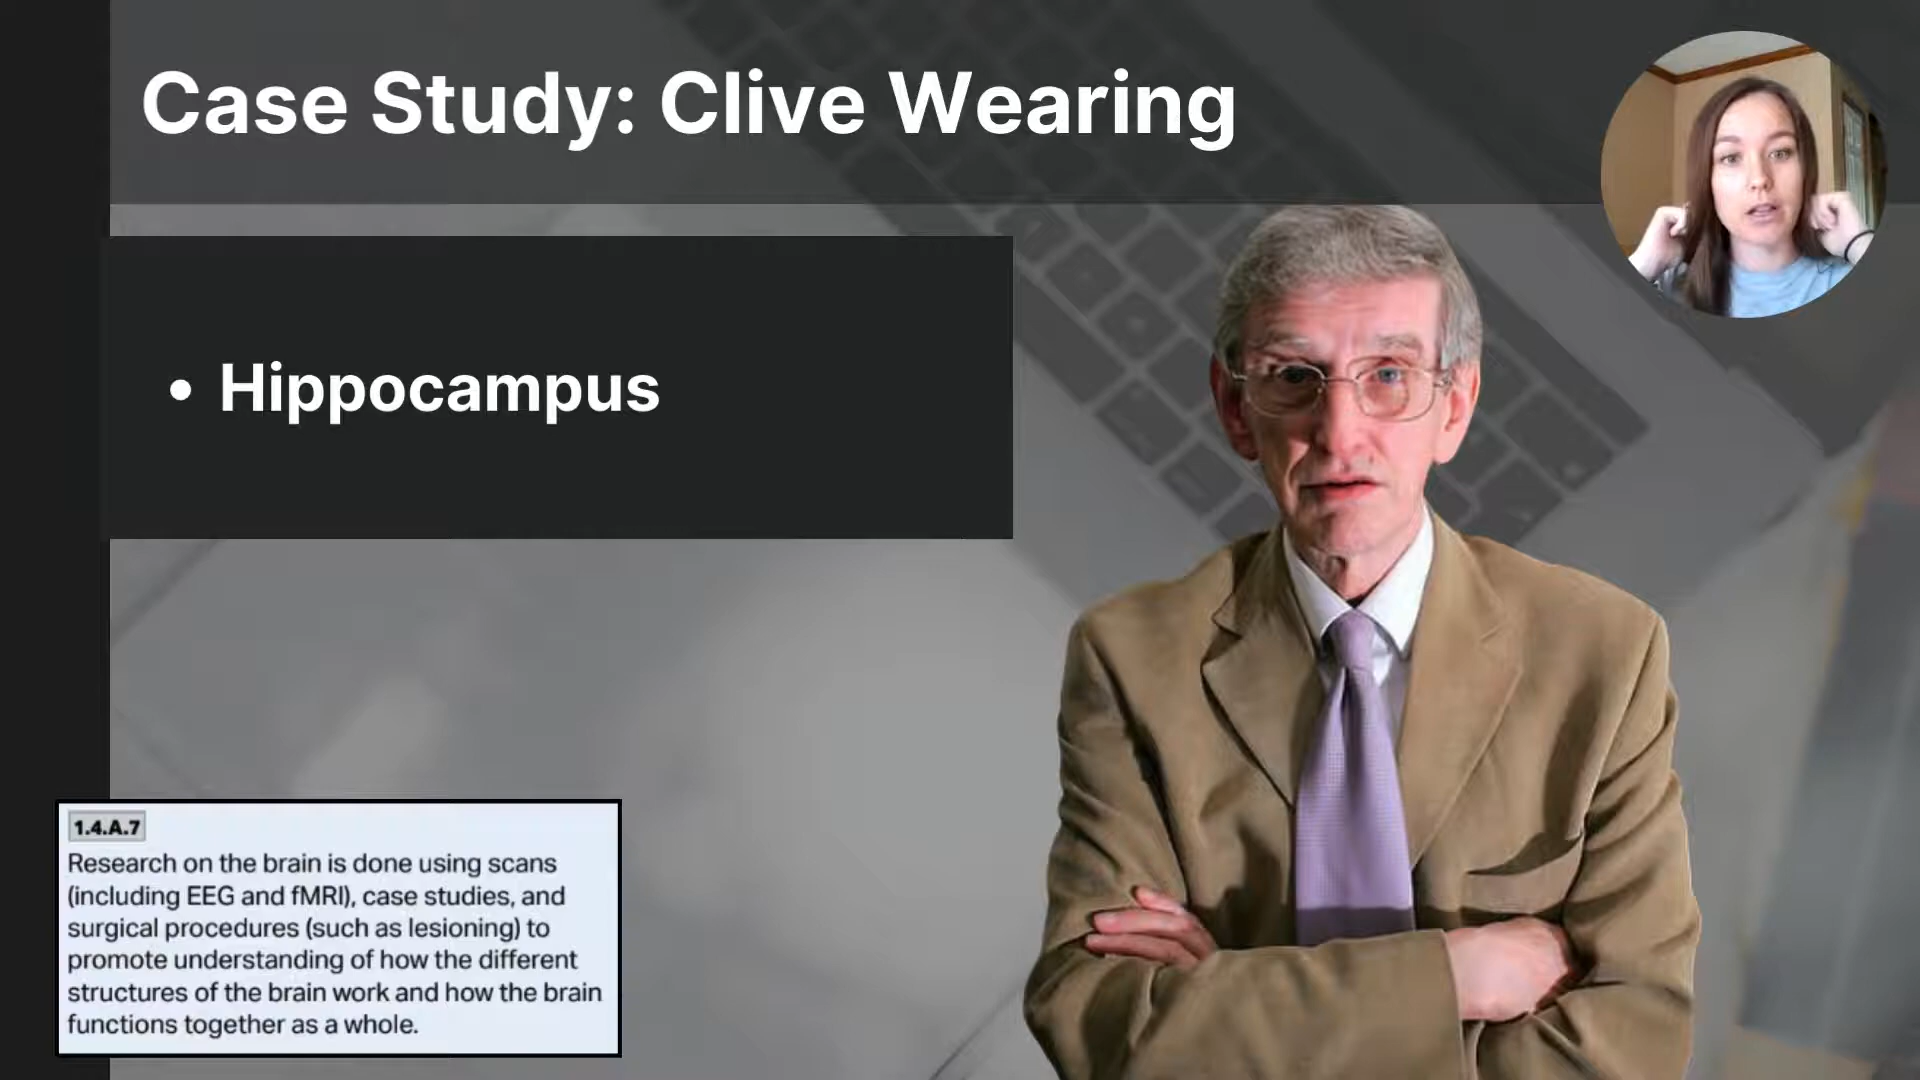 Case Study: Clive Wearing
• Hippocampus
1.4.A.7
Research on the brain is done using scans
(including EEG and fMRI), case studies, and
surgical procedures (such as lesioning) to
promote understanding of how the different
structures of the brain work and how the brain
functions together as a whole.